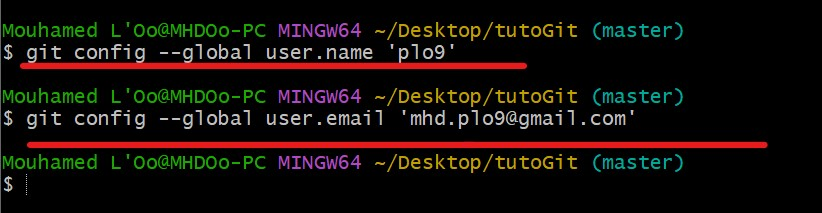 Mouhamed L'Oo@MHDOo-PC MINGW64 ~/Desktop/tutoGit (master)
$ git config --global user.name 'plo9'
Mouhamed L'Oo@MHDOo-PC MINGW64 ~/Desktop/tutoGit (master)
$ git config --global user.email 'mhd.plo9@gmail.com'
Mouhamed L'Oo@MHDOo-PC MINGW64 ~/Desktop/tutoGit (master)
$